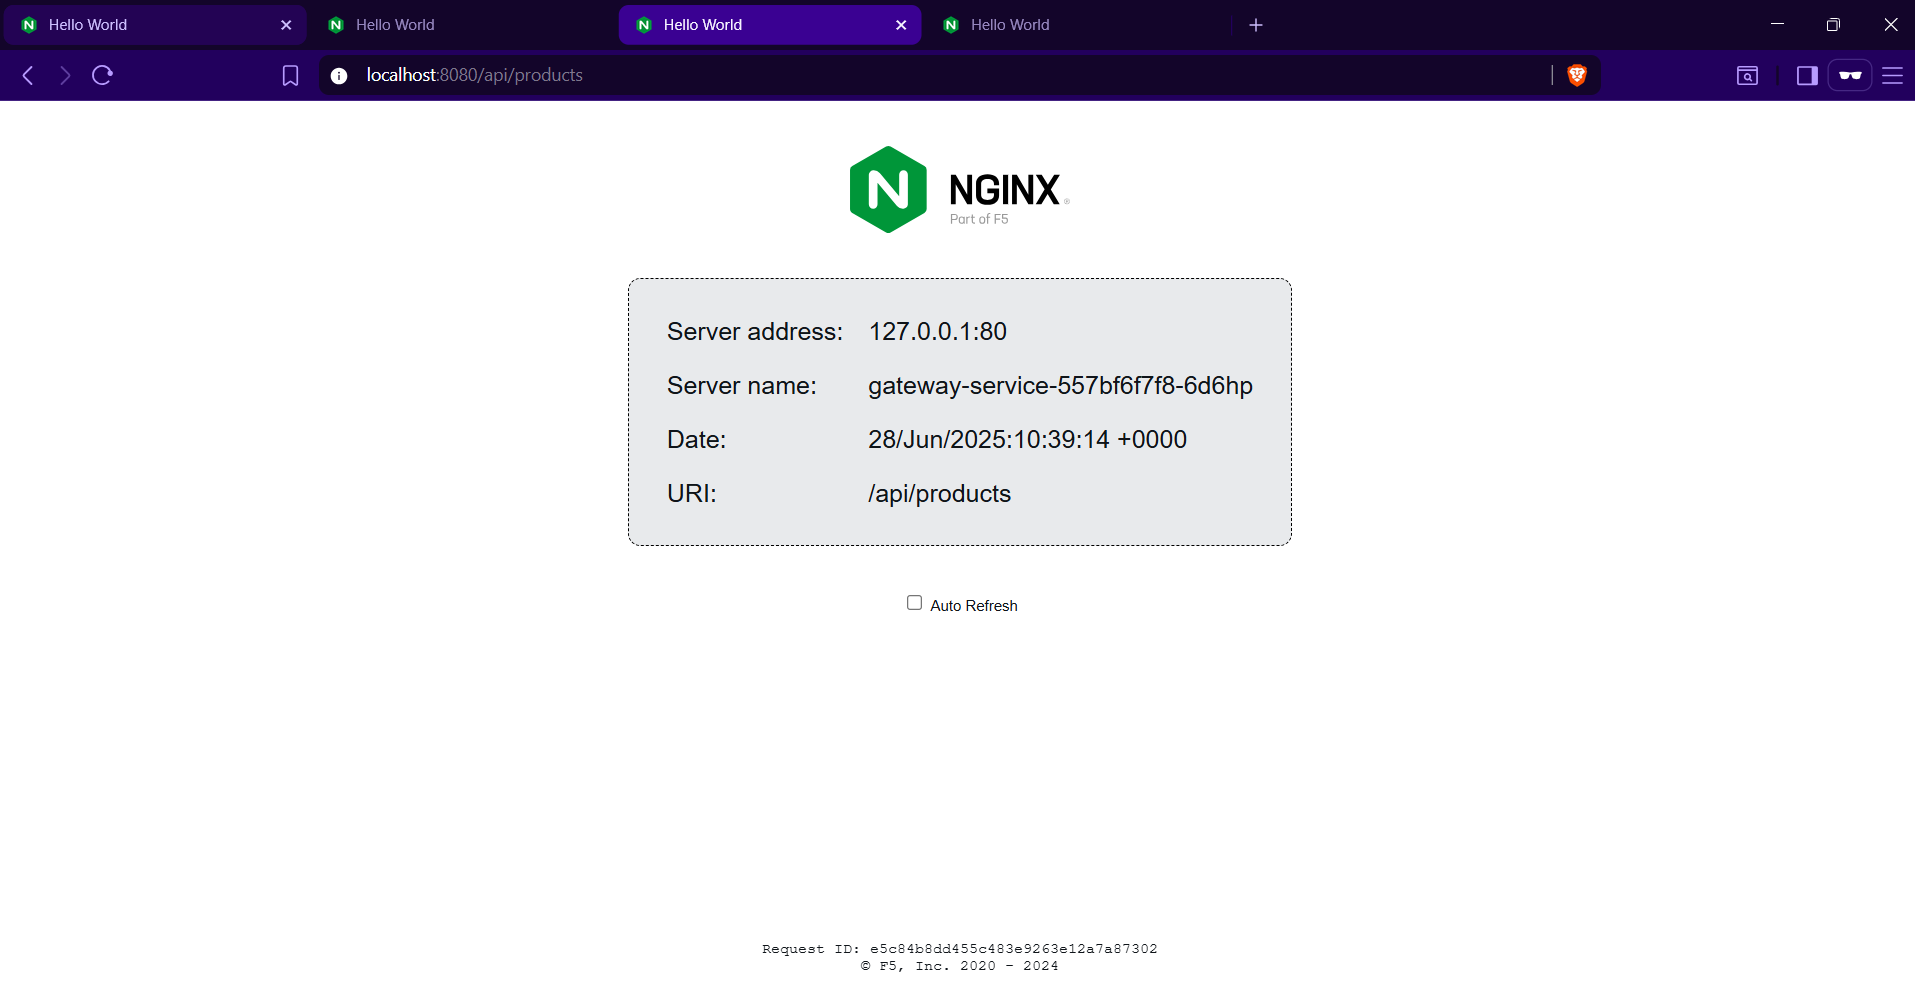 Hello World
Hello World
Hello World
Hello World
localhost:8080/api/products
NGINX®
Part of F5
Server address: 127.0.0.1:80
Server name: gateway-service-557bf6f7f8-6d6hp
Date: 28/Jun/2025:10:39:14 +0000
URI: /api/products
Auto Refresh
Request ID: e5c84b8dd455c483e9263e12a7a87302
© F5, Inc. 2020 - 2024